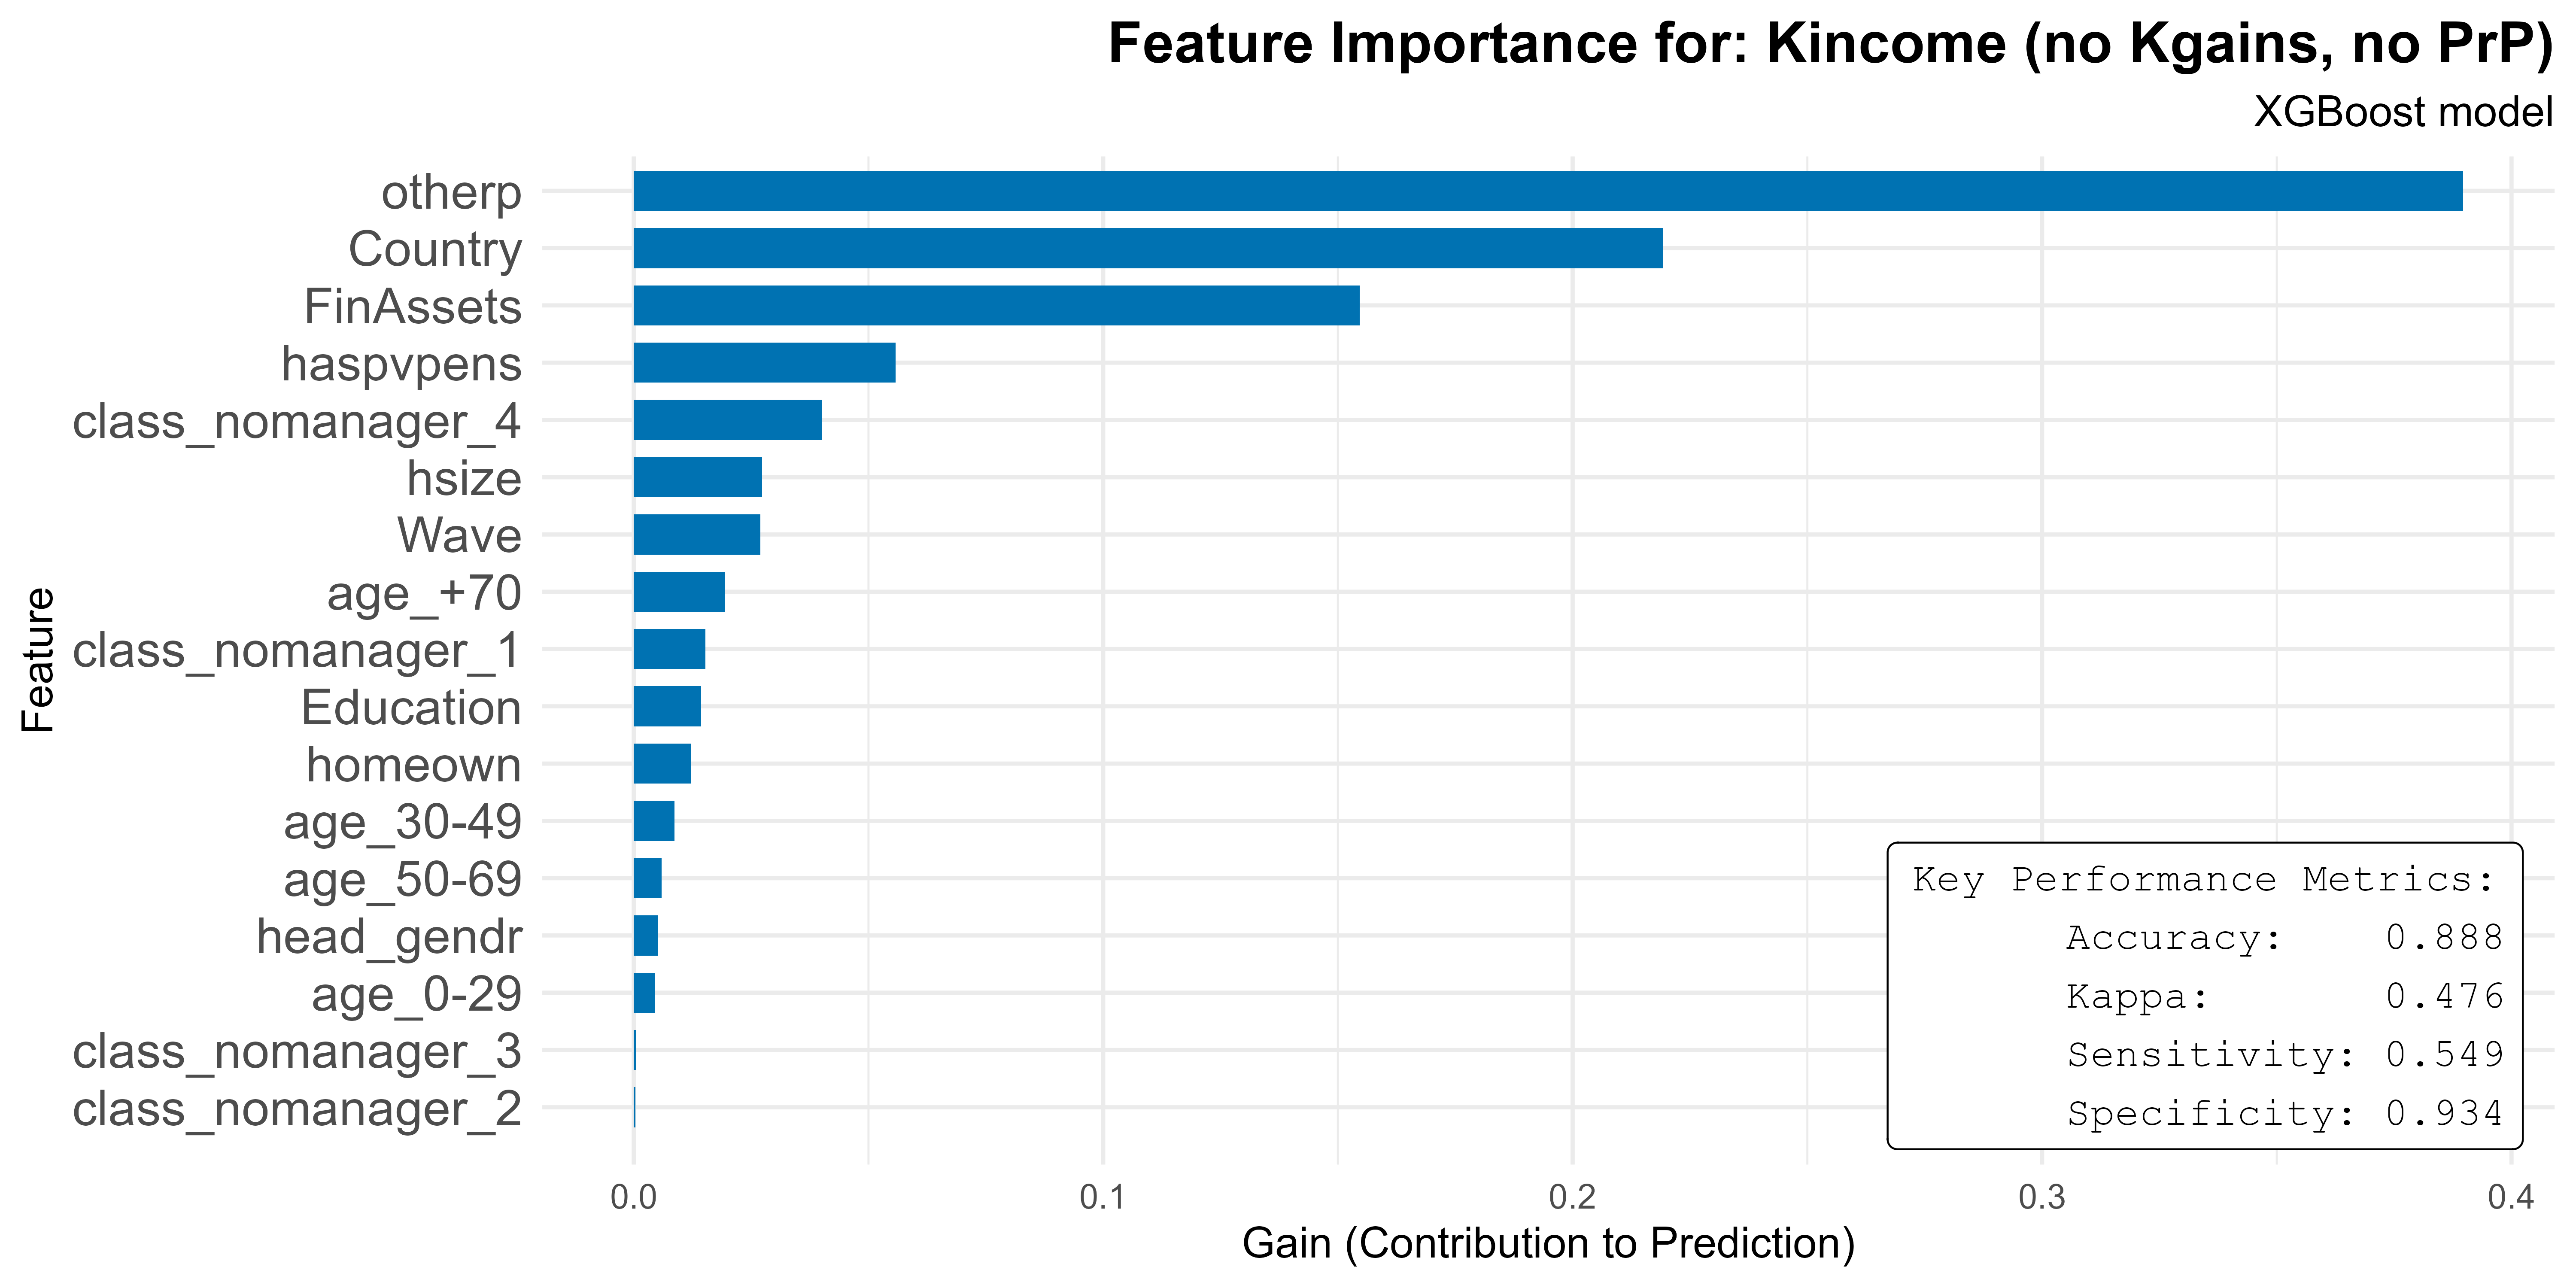 Feature Importance for: Kincome (no Kgains, no PrP)
XGBoost model
Feature
otherp
Country
FinAssets
haspvpens
class_nomanager_4
hsize
Wave
age_+70
class_nomanager_1
Education
homeown
age_30-49
age_50-69
head_gendr
age_0-29
class_nomanager_3
class_nomanager_2
Key Performance Metrics:
Accuracy: 0.888
Kappa: 0.476
Sensitivity: 0.549
Specificity: 0.934
0.0 0.1 0.2 0.3 0.4
Gain (Contribution to Prediction)